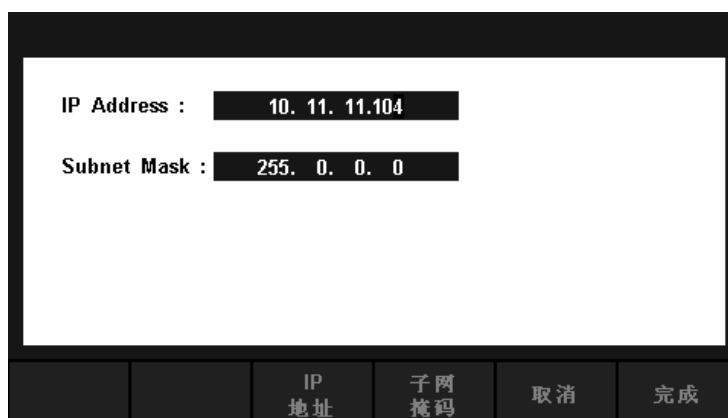 IP Address : 10. 11. 11.104
Subnet Mask : 255. 0. 0. 0
IP 子网
地址 掩码 取消 完成